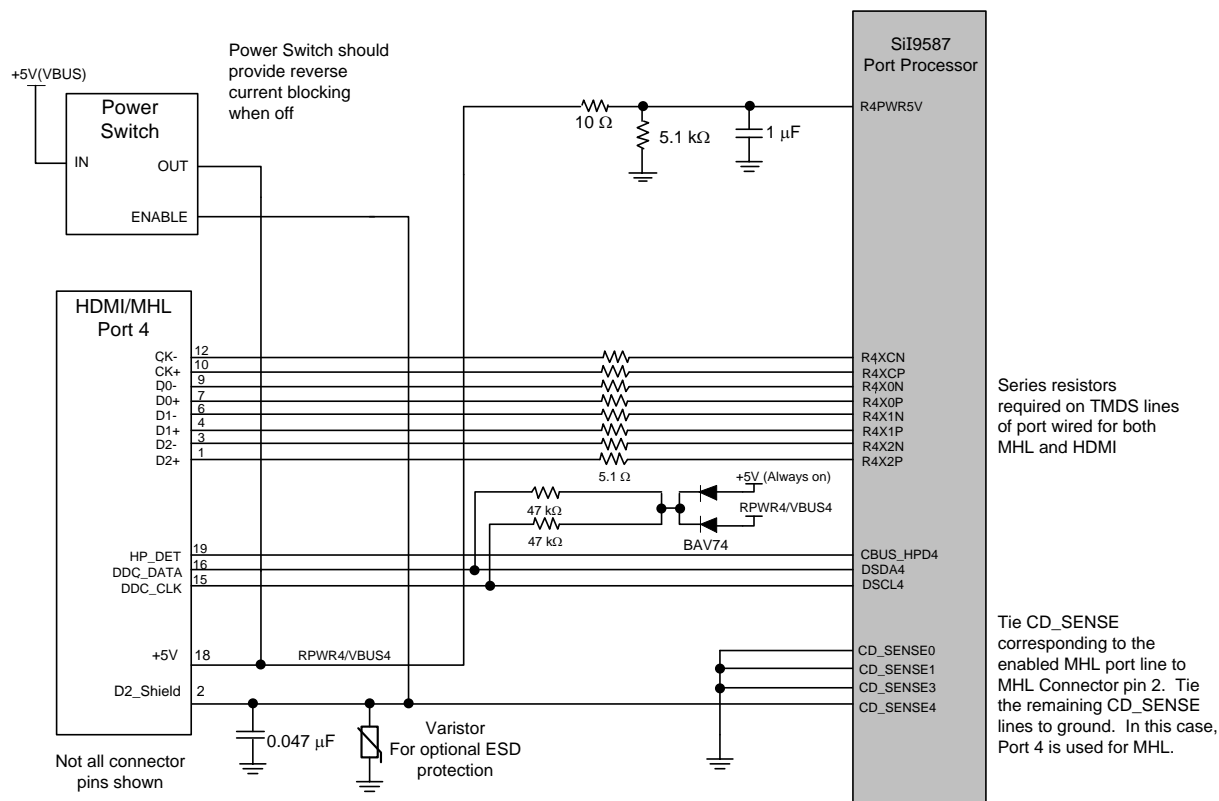 SiI9587
Port Processor
Power Switch should
provide reverse
current blocking
when off
+5V(VBUS)
Power
Switch
IN
OUT
ENABLE
10 Ω
5.1 kΩ
1 μF
R4PWR5V
HDMI/MHL
Port 4
CK- 12 R4XCN
CK+ 10 R4XCP
D0- 9 R4X0N
D0+ 7 R4X0P
D1- 6 R4X1N
D1+ 4 R4X1P
D2- 3 R4X2N
D2+ 1 R4X2P
5.1 Ω
Series resistors
required on TMDS lines
of port wired for both
MHL and HDMI
+5V (Always on)
47 kΩ
RPWR4/VBUS4
47 kΩ
BAV74
HP_DET 19 CBUS_HPD4
DDC_DATA 16 DSDA4
DDC_CLK 15 DSCL4
+5V 18 RPWR4/VBUS4
D2_Shield 2
CD_SENSE0
CD_SENSE1
CD_SENSE3
CD_SENSE4
Tie CD_SENSE
corresponding to the
enabled MHL port line to
MHL Connector pin 2. Tie
the remaining CD_SENSE
lines to ground. In this case,
Port 4 is used for MHL.
0.047 μF
Varistor
For optional ESD
protection
Not all connector
pins shown